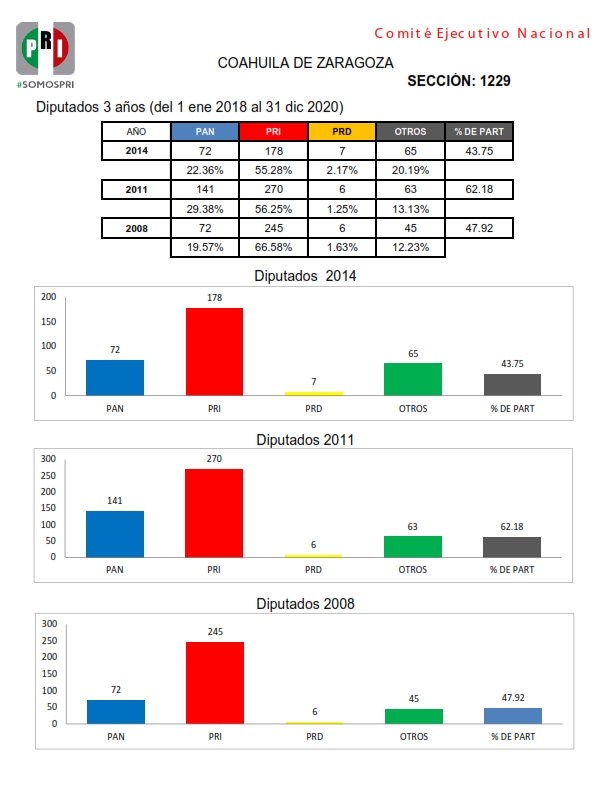 PRI
#SOMOSPRI
Comité Ejecutivo Nacional
COAHUILA DE ZARAGOZA
SECCIÓN: 1229
Diputados 3 años (del 1 ene 2018 al 31 dic 2020)
AÑO PAN PRI PRD OTROS % DE PART
2014 72 178 7 65 43.75
22.36% 55.28% 2.17% 20.19%
2011 141 270 6 63 62.18
29.38% 56.25% 1.25% 13.13%
2008 72 245 6 45 47.92
19.57% 66.58% 1.63% 12.23%
Diputados 2014
200
150
100
50
0
72 178 7 65 43.75
PAN PRI PRD OTROS % DE PART
Diputados 2011
300
250
200
150
100
50
0
141 270 6 63 62.18
PAN PRI PRD OTROS % DE PART
Diputados 2008
300
250
200
150
100
50
0
72 245 6 45 47.92
PAN PRI PRD OTROS % DE PART